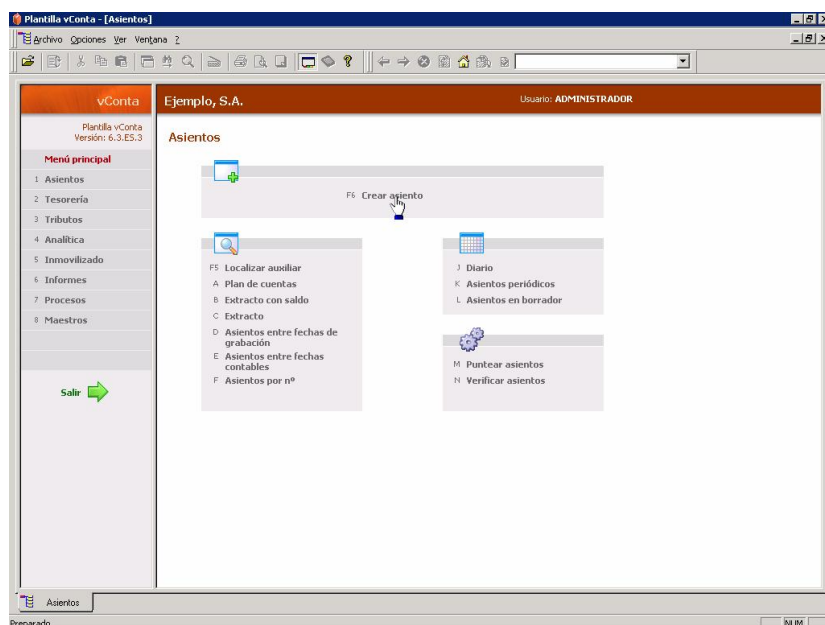 Plantilla vConta - [Asientos]
Archivo Opciones Ver Ventana ?
vConta
Ejemplo, S.A.
Usuario: ADMINISTRADOR
Plantilla vConta
Versión: 6.3.ES.3
Menú principal
1 Asientos
2 Tesorería
3 Tributos
4 Analítica
5 Inmovilizado
6 Informes
7 Procesos
8 Maestros
Salir
Asientos
F6 Crear asiento
F5 Localizar auxiliar
A Plan de cuentas
B Extracto con saldo
C Extracto
D Asientos entre fechas de
grabación
E Asientos entre fechas
contables
F Asientos por nº
J Diario
K Asientos periódicos
L Asientos en borrador
M Puntear asientos
N Verificar asientos
Asientos
Preparado
NUM